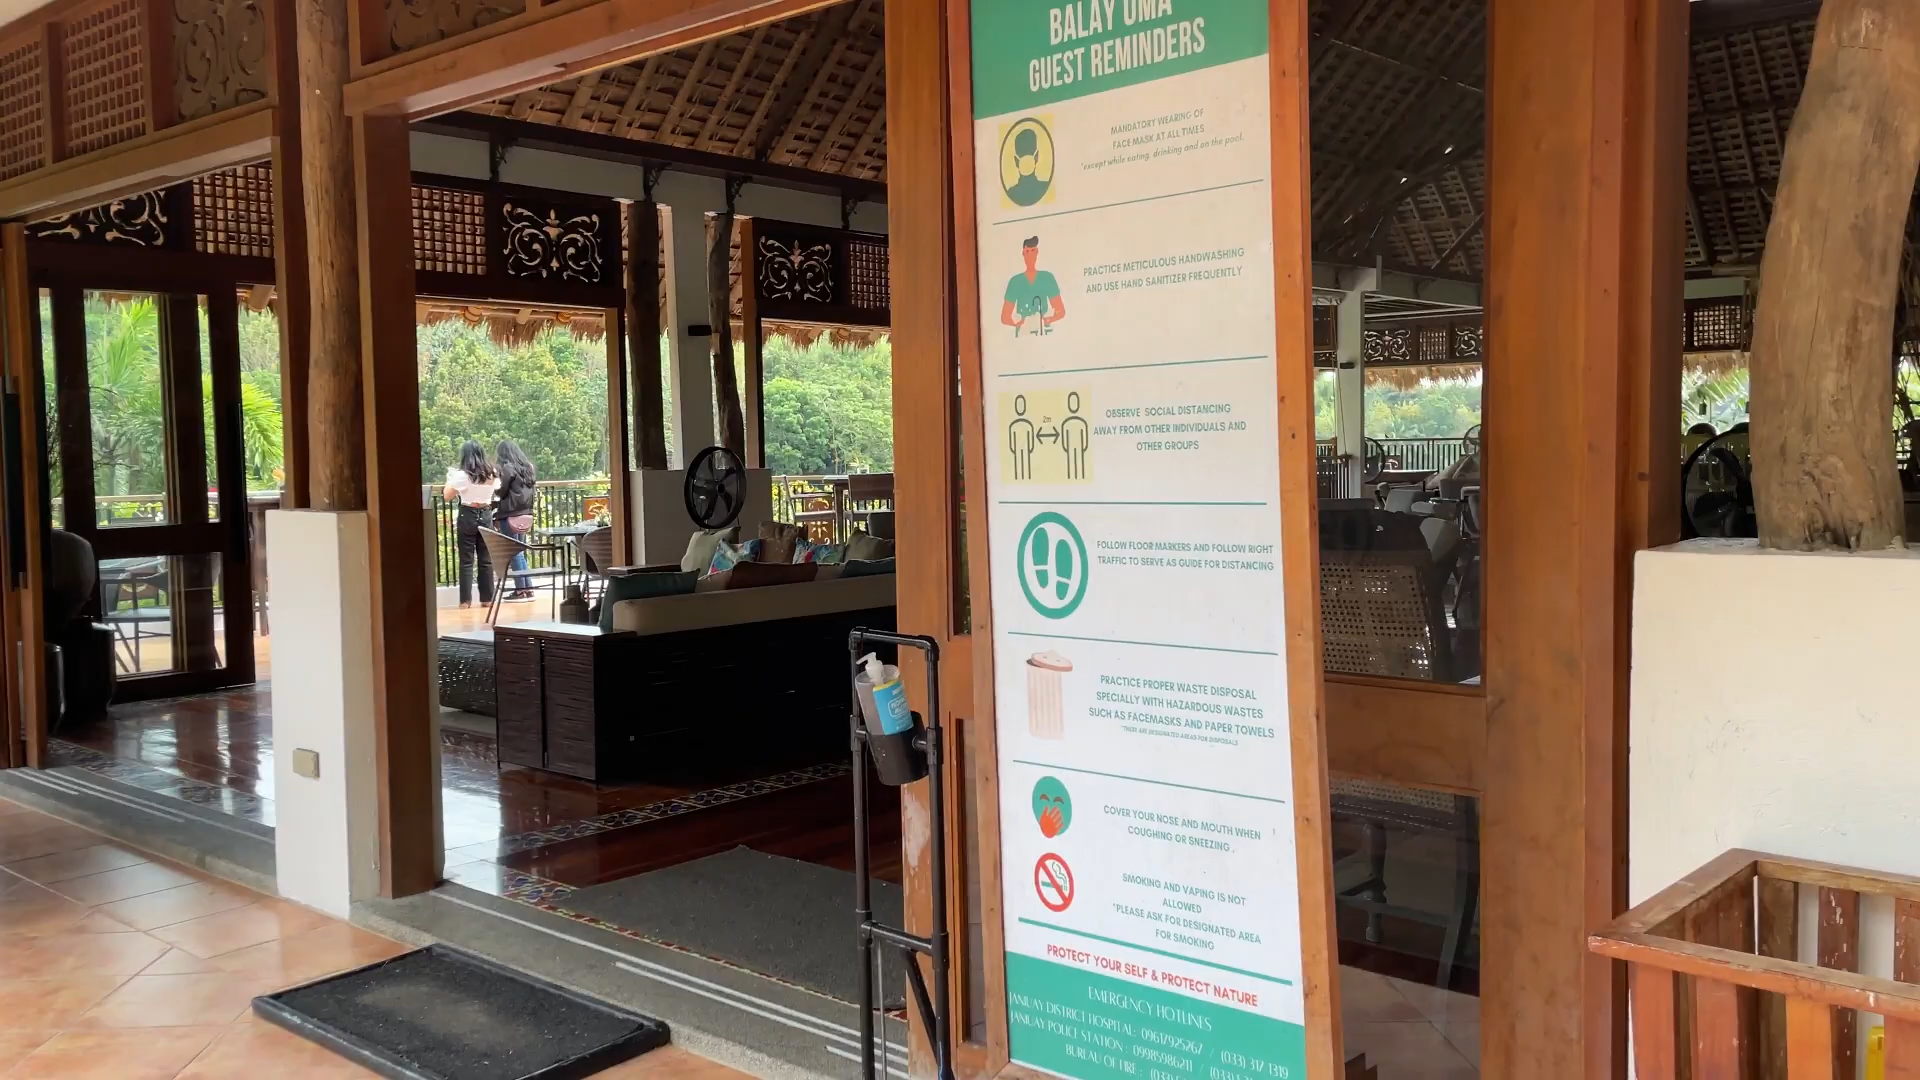 BALAY UMA
GUEST REMINDERS
MANDATORY WEARING OF
FACE MASK AT ALL TIMES
*except while eating, drinking and on the pool.
PRACTICE METICULOUS HANDWASHING
AND USE HAND SANITIZER FREQUENTLY
2m
OBSERVE SOCIAL DISTANCING
AWAY FROM OTHER INDIVIDUALS AND
OTHER GROUPS
FOLLOW FLOOR MARKERS AND FOLLOW RIGHT
TRAFFIC TO SERVE AS GUIDE FOR DISTANCING
PRACTICE PROPER WASTE DISPOSAL
SPECIALLY WITH HAZARDOUS WASTES
SUCH AS FACEMASKS AND PAPER TOWELS
*THERE ARE DESIGNATED AREAS FOR DISPOSALS
COVER YOUR NOSE AND MOUTH WHEN
COUGHING OR SNEEZING.
SMOKING AND VAPING IS NOT
ALLOWED
*PLEASE ASK FOR DESIGNATED AREA
FOR SMOKING
PROTECT YOUR SELF & PROTECT NATURE
EMERGENCY HOTLINES
JANIUAY DISTRICT HOSPITAL: 09617925267 / (033) 317 1319
JANIUAY POLICE STATION: 09985986211 / (033)
BUREAU OF FIRE: (033)